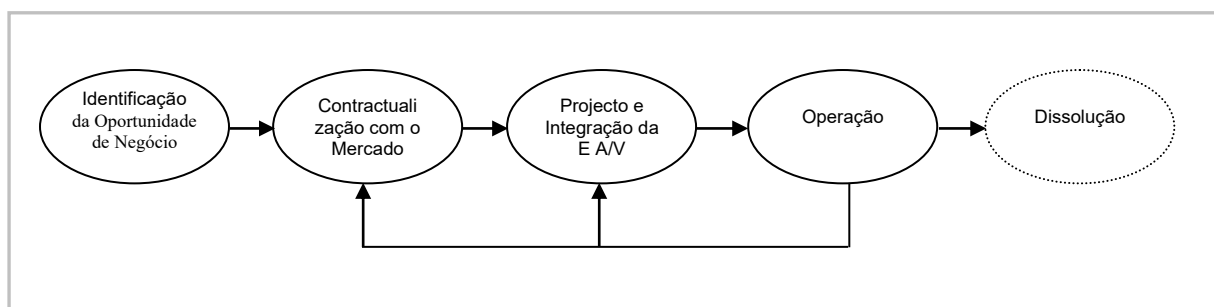 Identificação
da Oportunidade
de Negócio
Contractuali
zação com o
Mercado
Projecto e
Integração da
E A/V
Operação
Dissolução